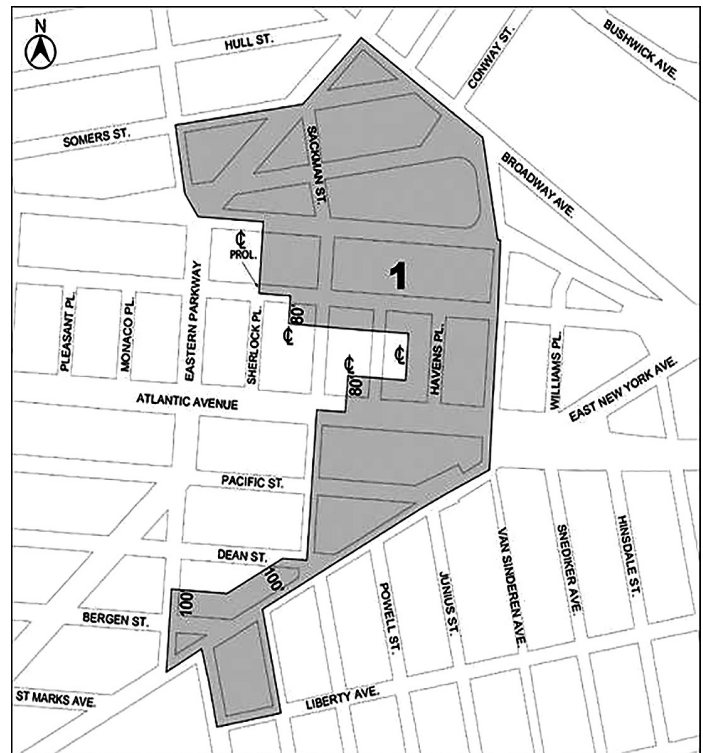 N
HULL ST.
CONWAY ST.
BUSHWICK AVE.
SOMERS ST.
SACKMAN ST.
BROADWAY AVE.
℄
PROL.
1
EASTERN PARKWAY
PLEASANT PL.
MONACO PL.
SHERLOCK PL.
80'
℄
℄
℄
80'
HAVENS PL.
WILLIAMS PL.
EAST NEW YORK AVE.
ATLANTIC AVENUE
PACIFIC ST.
DEAN ST.
100'
100'
BERGEN ST.
POWELL ST.
JUNIUS ST.
VAN SINDEREN AVE.
SNEDIKER AVE.
HINSDALE ST.
ST MARKS AVE.
LIBERTY AVE.